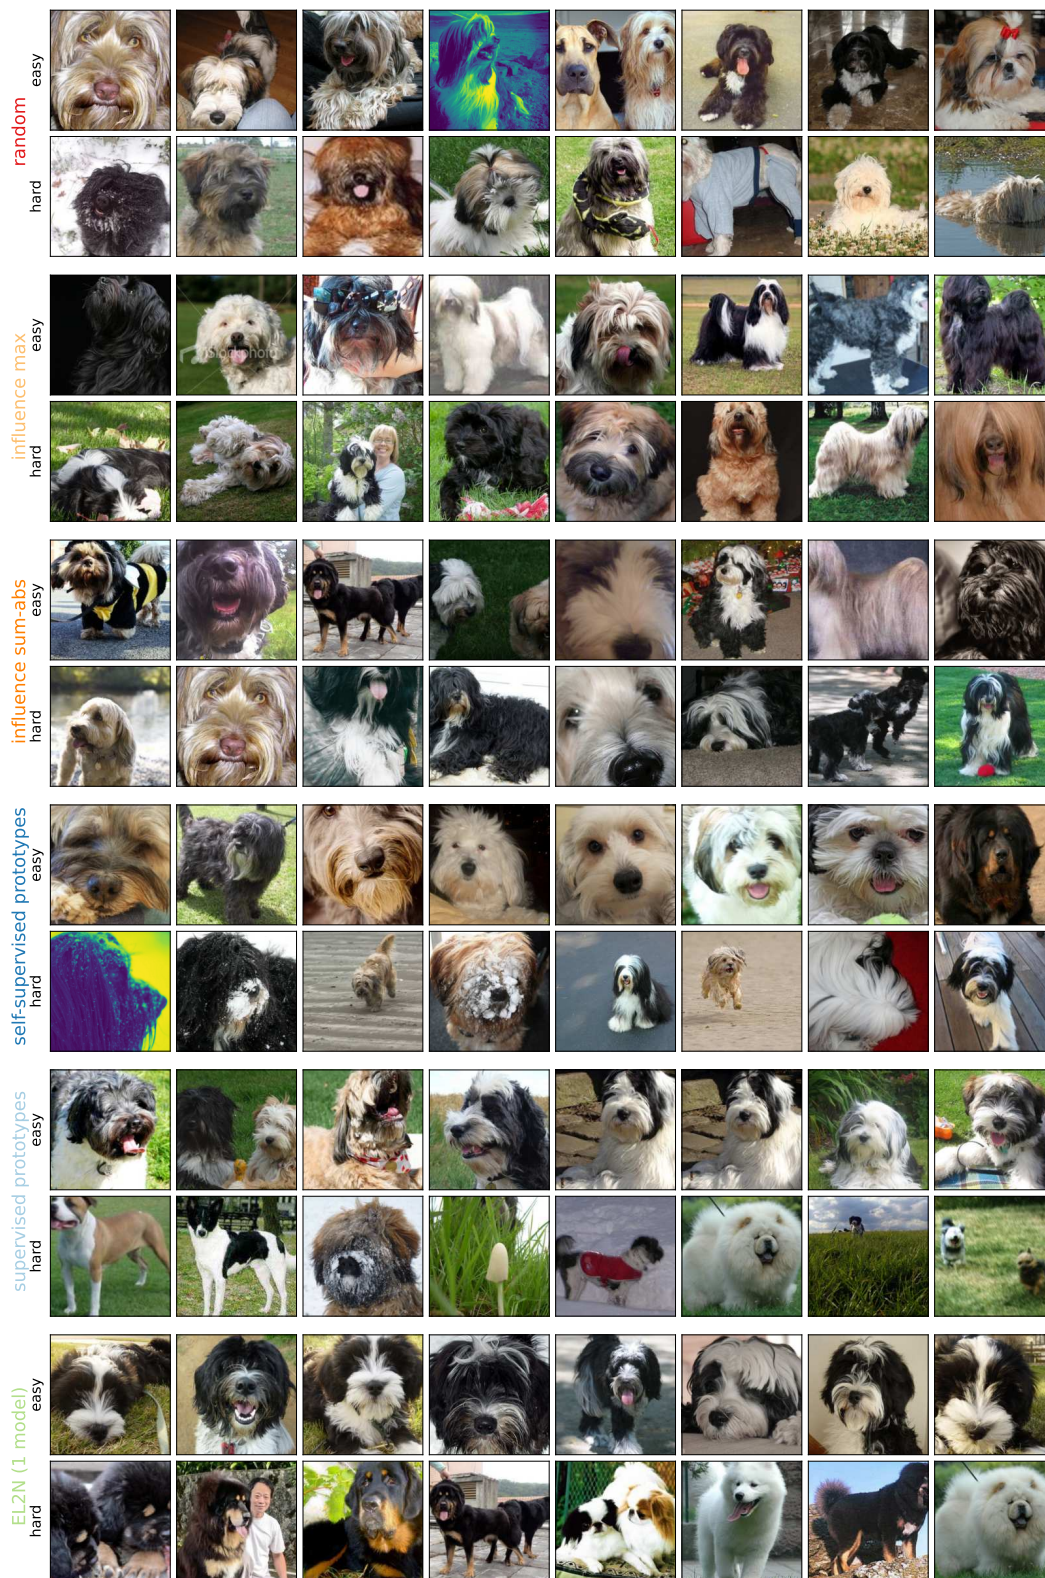 random
easy
hard
influence max
easy
hard
iStockphoto
influence sum-abs
easy
hard
self-supervised prototypes
easy
hard
supervised prototypes
easy
hard
EL2N (1 model)
easy
hard